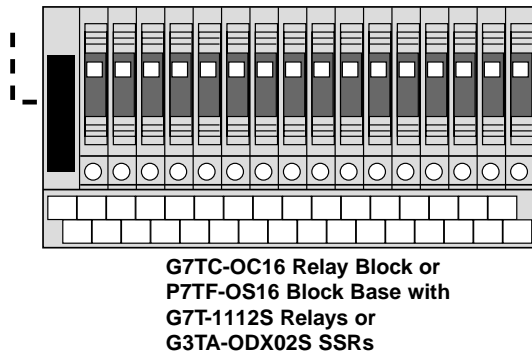 G7TC-OC16 Relay Block or
P7TF-OS16 Block Base with
G7T-1112S Relays or
G3TA-ODX02S SSRs